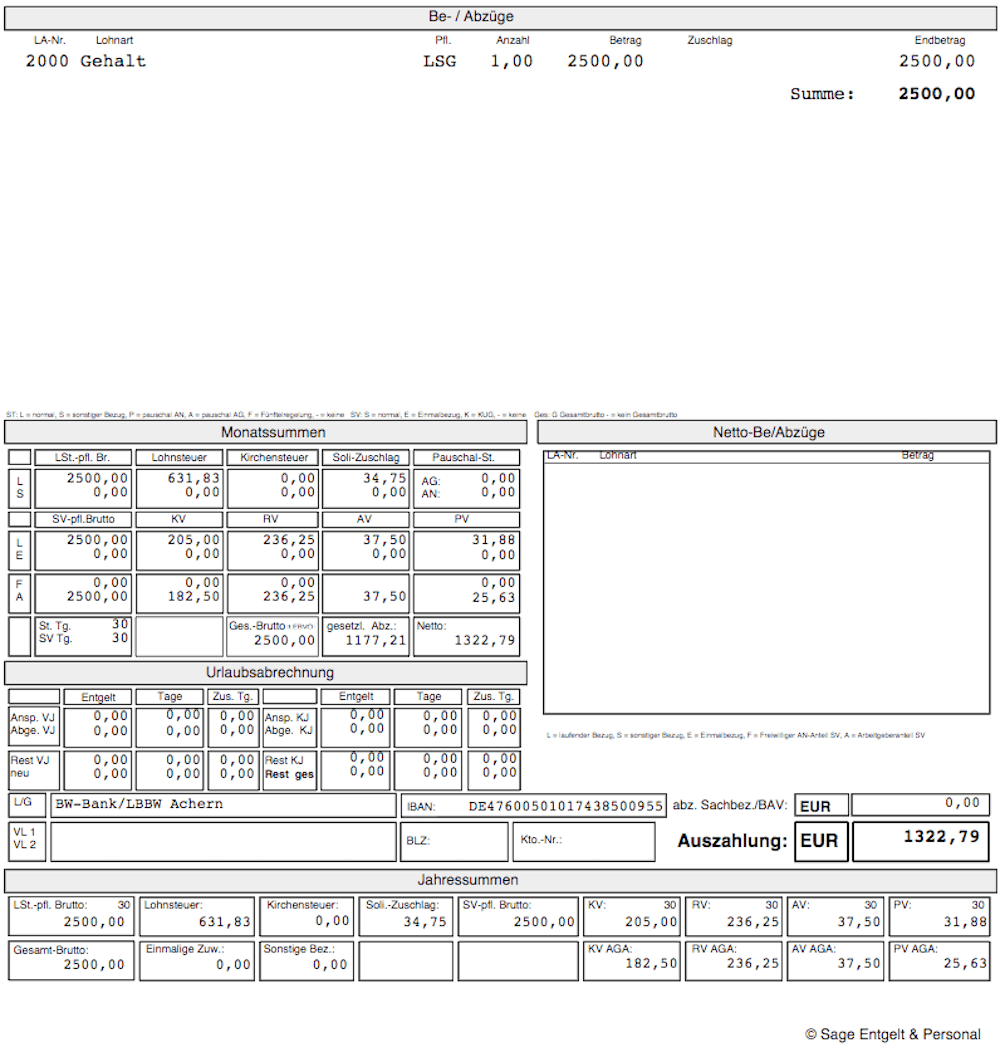 Be- / Abzüge
LA-Nr. Lohnart Pfl. Anzahl Betrag Zuschlag Endbetrag
2000 Gehalt LSG 1,00 2500,00 2500,00
Summe: 2500,00
ST: L = normal, S = sonstiger Bezug, P = pauschal AN, A = pauschal AG, F = Fünftelregelung, - = keine SV: S = normal, E = Einmalbezug, K = KUG, - = keine Ges: G Gesamtbrutto - = kein Gesamtbrutto
Monatssummen
LSt.-pfl. Br. Lohnsteuer Kirchensteuer Soli-Zuschlag Pauschal-St.
L 2500,00 631,83 0,00 34,75 AG: 0,00
S 0,00 0,00 0,00 0,00 AN: 0,00
SV-pfl.Brutto KV RV AV PV
L 2500,00 205,00 236,25 37,50 31,88
E 0,00 0,00 0,00 0,00 0,00
F 0,00 0,00 0,00 0,00
A 2500,00 182,50 236,25 37,50 25,63
St. Tg. 30 Ges.-Brutto gesetzl. Abz.: Netto:
SV Tg. 30 2500,00 1177,21 1322,79
Netto-Be/Abzüge
LA-Nr. Lohnart Betrag
L = laufender Bezug, S = sonstiger Bezug, E = Einmalbezug, F = Freiwilliger AN-Anteil SV, A = Arbeitgeberanteil SV
Urlaubsabrechnung
Entgelt Tage Zus. Tg. Entgelt Tage Zus. Tg.
Ansp. VJ 0,00 0,00 0,00 Ansp. KJ 0,00 0,00 0,00
Abge. VJ 0,00 0,00 0,00 Abge. KJ 0,00 0,00 0,00
Rest VJ 0,00 0,00 0,00 Rest KJ 0,00 0,00 0,00
neu 0,00 0,00 0,00 Rest ges 0,00 0,00 0,00
L/G BW-Bank/LBBW Achern IBAN: DE47600501017438500955 abz. Sachbez./BAV: EUR 0,00
VL 1
VL 2 BLZ: Kto.-Nr.: Auszahlung: EUR 1322,79
Jahressummen
LSt.-pfl. Brutto: 30 Lohnsteuer: Kirchensteuer: Soli.-Zuschlag: SV-pfl. Brutto: KV: 30 RV: 30 AV: 30 PV: 30
2500,00 631,83 0,00 34,75 2500,00 205,00 236,25 37,50 31,88
Gesamt-Brutto: Einmalige Zuw.: Sonstige Bez.: KV AGA: RV AGA: AV AGA: PV AGA:
2500,00 0,00 0,00 182,50 236,25 37,50 25,63
© Sage Entgelt & Personal